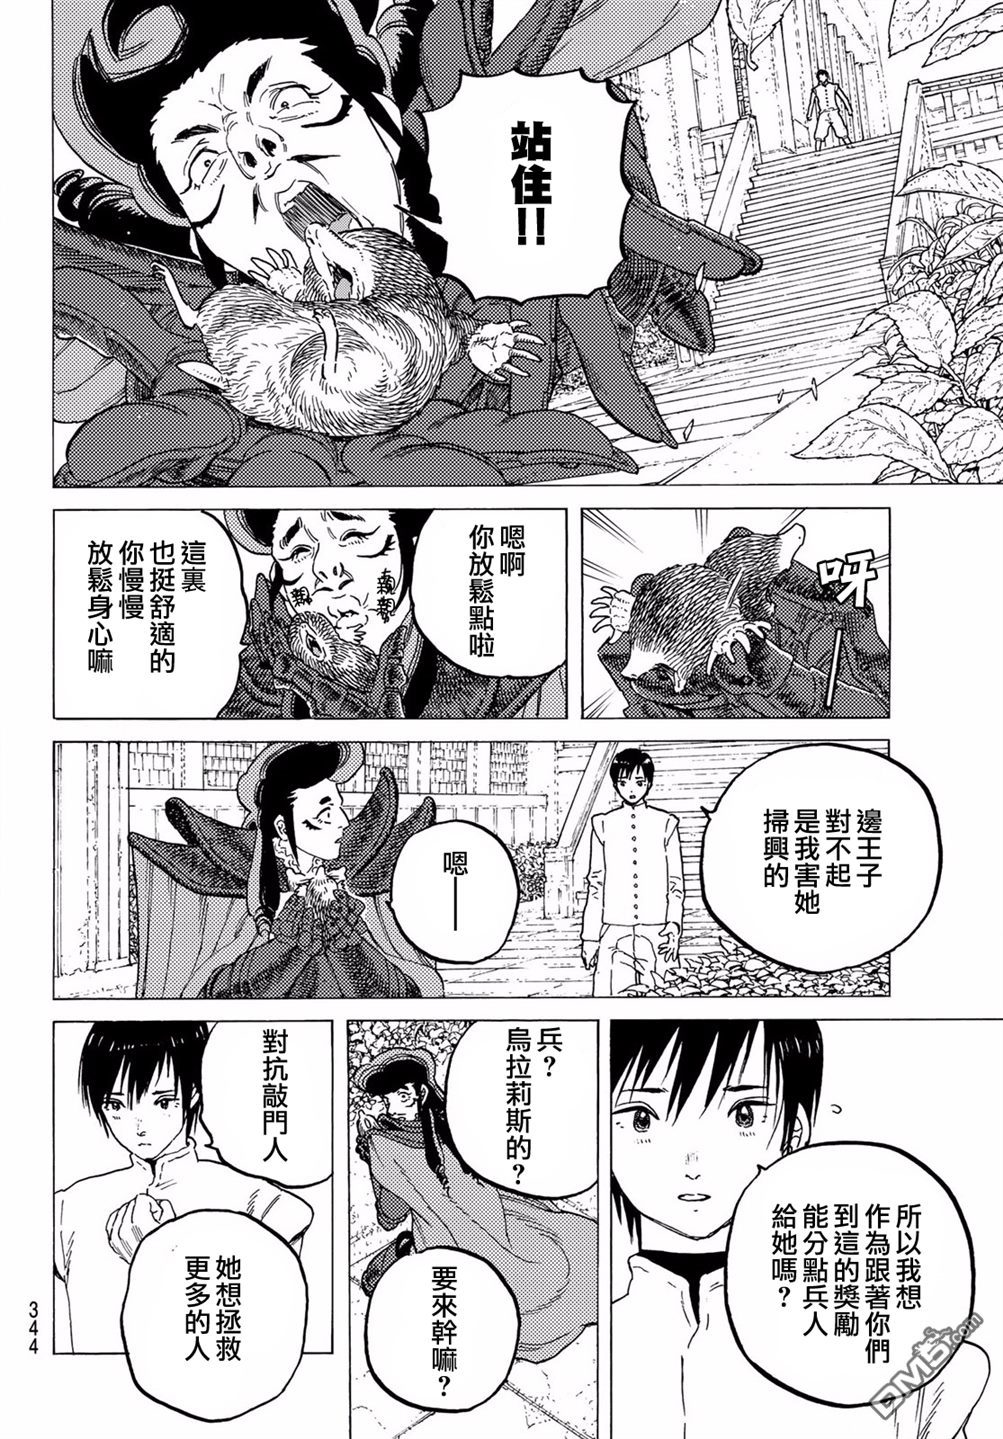 站住!!
呀
嗯啊
你放鬆點啦
親親
親
這裏
也挺舒適的
你慢慢
放鬆身心嘛
邊王子
對不起
是我害她
掃興的
嗯——
所以我想
作為跟著你們
到這的獎勵
能分點兵人
給她嗎?
兵?
烏拉莉斯的?
要來幹嘛?
對抗敲門人
她想拯救
更多的人
344
DM5.com